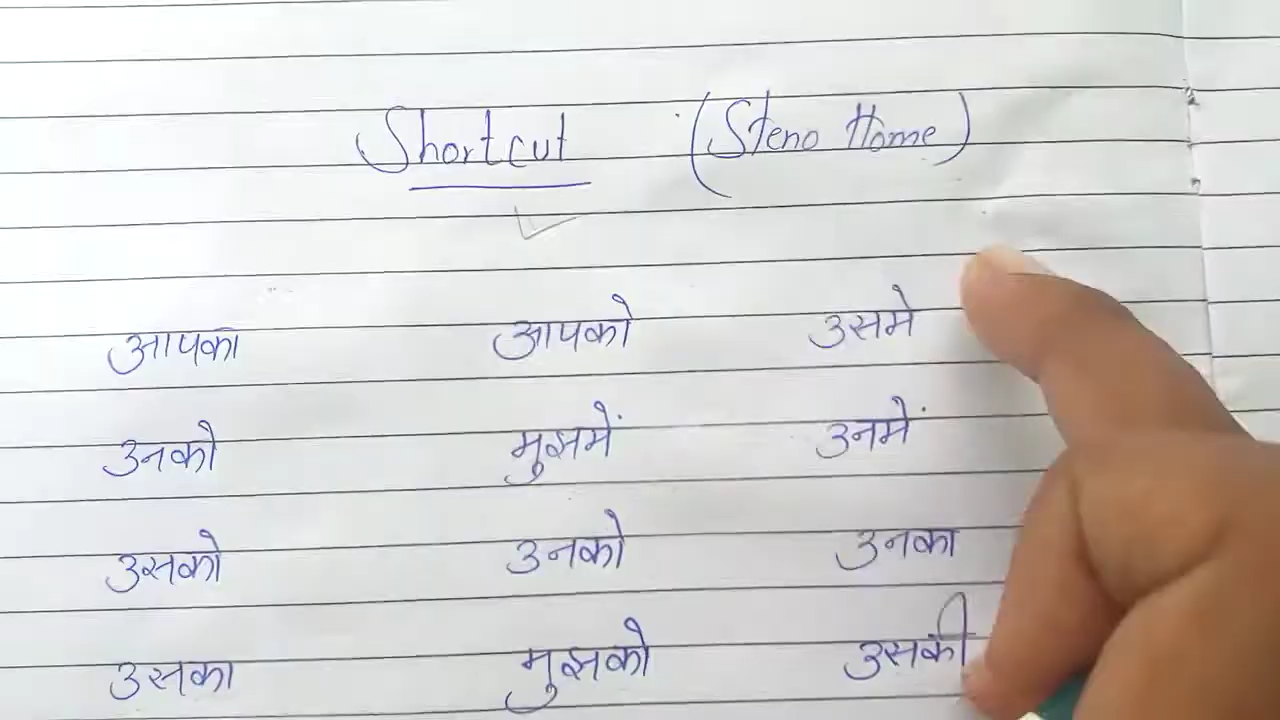 Shortcut (Steno Home)
आपका आपको उसमे
उनको मुझमें उनमें
उसको उनको उनका
उसका मुझको उसकी